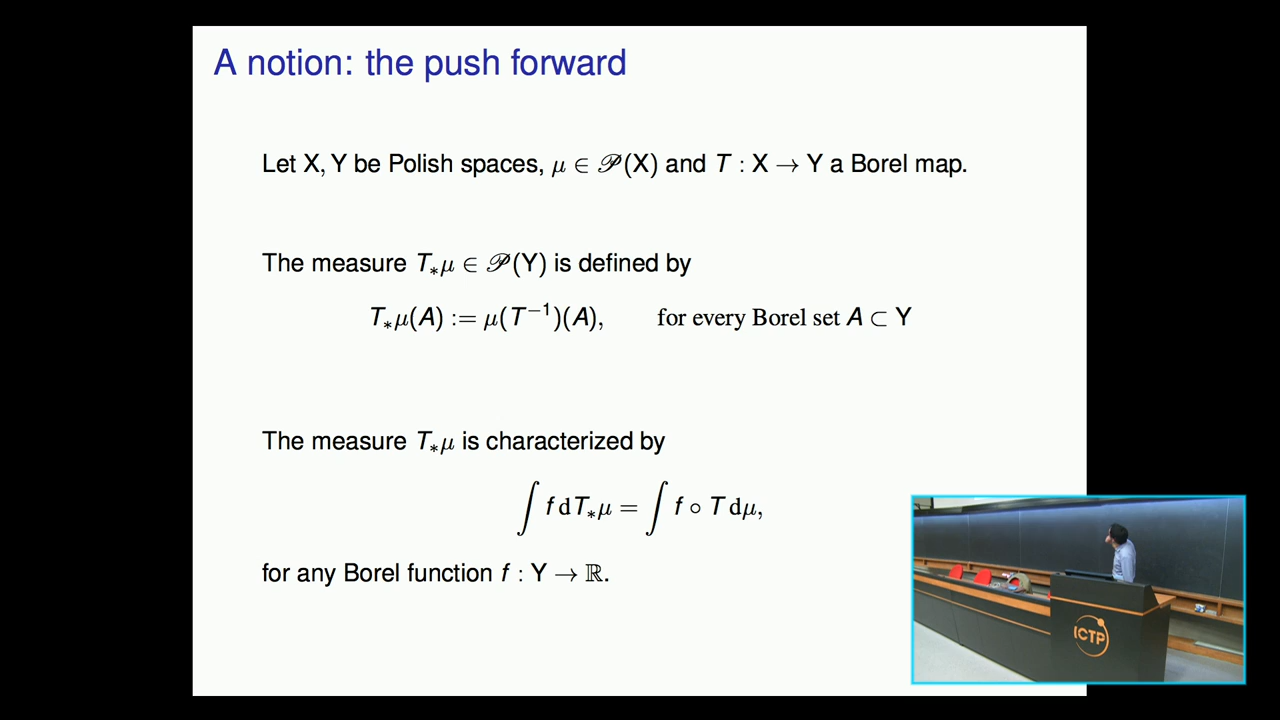 A notion: the push forward
Let X, Y be Polish spaces, μ ∈ 𝒫(X) and T : X → Y a Borel map.
The measure T∗μ ∈ 𝒫(Y) is defined by
T∗μ(A) := μ(T⁻¹)(A), for every Borel set A ⊂ Y
The measure T∗μ is characterized by
∫ f dT∗μ = ∫ f ∘ T dμ,
for any Borel function f : Y → ℝ.
ICTP